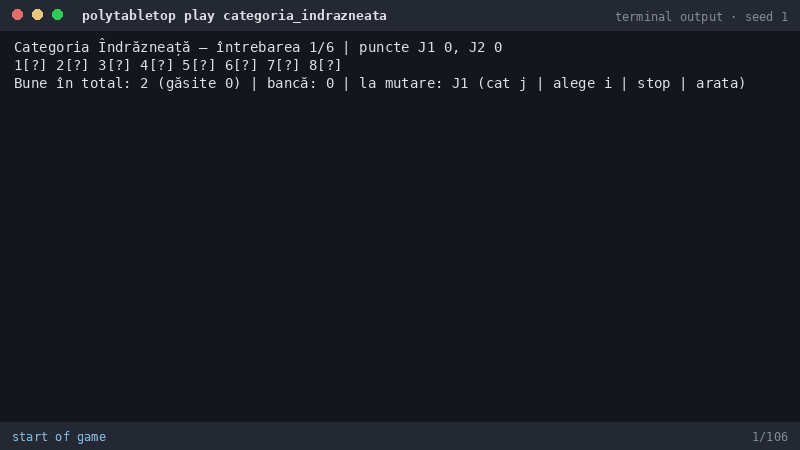 polytabletop play categoria_indrazneata
terminal output · seed 1
Categoria Îndrăzneață — întrebarea 1/6 | puncte J1 0, J2 0
1[?] 2[?] 3[?] 4[?] 5[?] 6[?] 7[?] 8[?]
Bune în total: 2 (găsite 0) | bancă: 0 | la mutare: J1 (cat j | alege i | stop | arata)
start of game
1/106